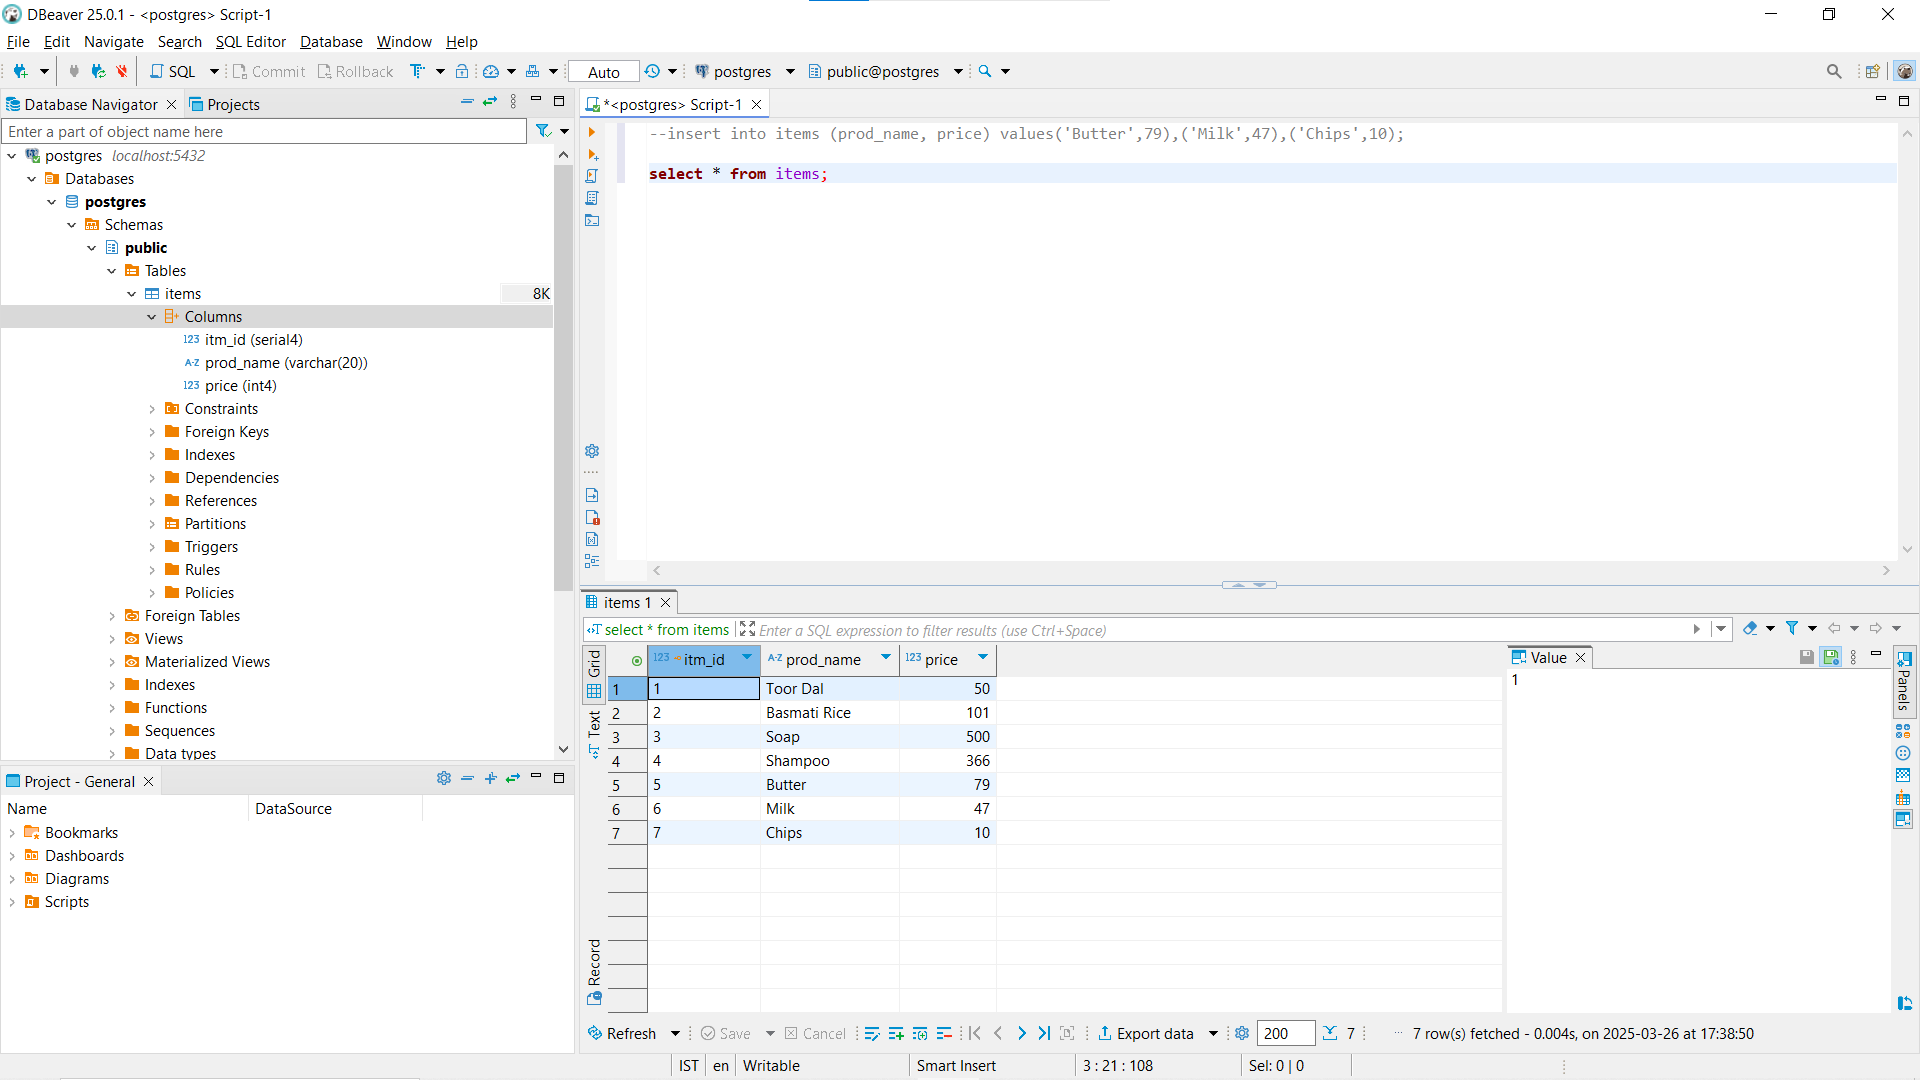 DBeaver 25.0.1 - <postgres> Script-1
File Edit Navigate Search SQL Editor Database Window Help
SQL Commit Rollback Auto postgres public@postgres
Database Navigator Projects
*<postgres> Script-1
Enter a part of object name here
postgres localhost:5432
Databases
postgres
Schemas
public
Tables
items 8K
Columns
123 itm_id (serial4)
A-Z prod_name (varchar(20))
123 price (int4)
Constraints
Foreign Keys
Indexes
Dependencies
References
Partitions
Triggers
Rules
Policies
Foreign Tables
Views
Materialized Views
Indexes
Functions
Sequences
Data types
Project - General
Name DataSource
Bookmarks
Dashboards
Diagrams
Scripts
--insert into items (prod_name, price) values('Butter',79),('Milk',47),('Chips',10);
select * from items;
items 1
select * from items Enter a SQL expression to filter results (use Ctrl+Space)
Grid
Text
Record
123 itm_id A-Z prod_name 123 price
1 1 Toor Dal 50
2 2 Basmati Rice 101
3 3 Soap 500
4 4 Shampoo 366
5 5 Butter 79
6 6 Milk 47
7 7 Chips 10
Value
1
Panels
Refresh Save Cancel Export data 200 7 7 row(s) fetched - 0.004s, on 2025-03-26 at 17:38:50
IST en Writable Smart Insert 3 : 21 : 108 Sel: 0 | 0